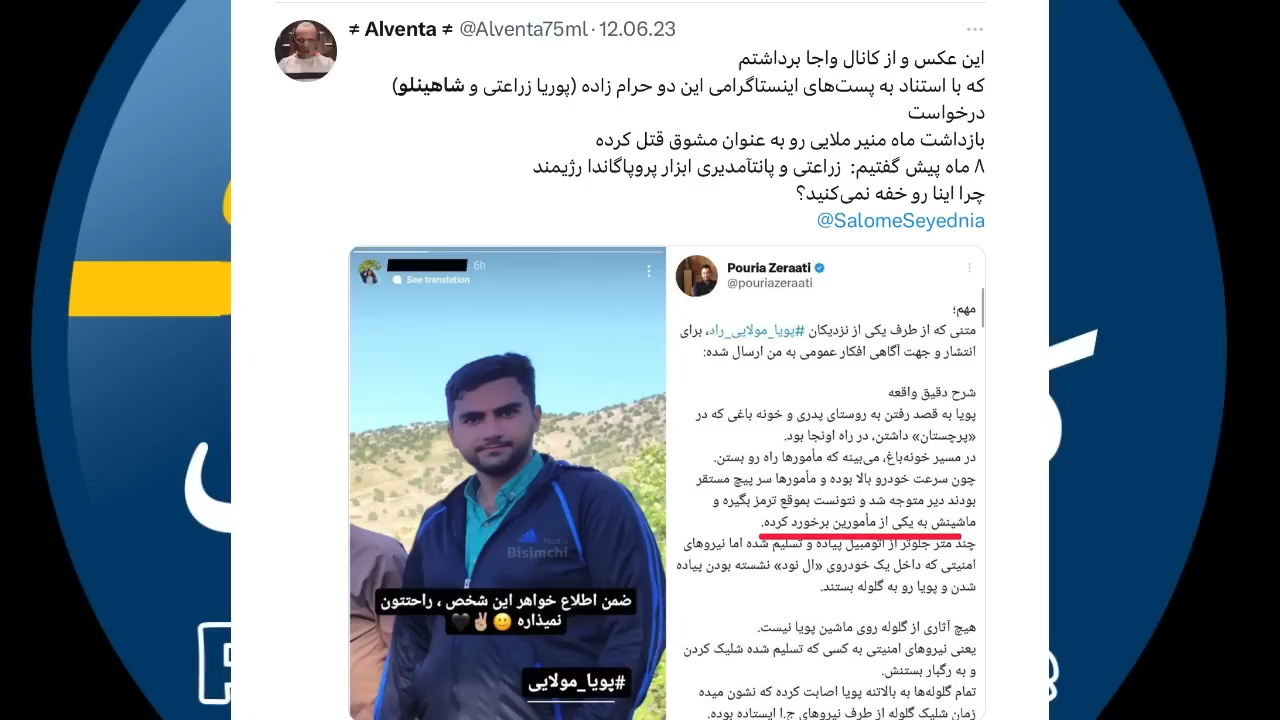 ≠ Alventa ≠ @Alventa75ml · 12.06.23
این عکس و از کانال واجا برداشتم
که با استناد به پست‌های اینستاگرامی این دو حرام زاده (پوریا زراعتی و شاهینلو)
درخواست
بازداشت ماه منیر ملایی رو به عنوان مشوق قتل کرده
۸ ماه پیش گفتیم: زراعتی و پانتآمدیری ابزار پروپاگاندا رژیمند
چرا اینا رو خفه نمی‌کنید؟
@SalomeSeyednia
6h
See translation
Media
Bisimchi
ضمن اطلاع خواهر این شخص ، راحتتون
نمیذاره 🙂✌🏼🖤
#پویا_مولایی
Pouria Zeraati
@pouriazeraati
مهم؛
متنی که از طرف یکی از نزدیکان #پویا_مولایی_راد، برای
انتشار و جهت آگاهی افکار عمومی به من ارسال شده:
شرح دقیق واقعه
پویا به قصد رفتن به روستای پدری و خونه باغی که در
«پرچستان» داشتن، در راه اونجا بود.
در مسیر خونه‌باغ، می‌بینه که مأمورها راه رو بستن.
چون سرعت خودرو بالا بوده و مأمورها سر پیچ مستقر
بودند دیر متوجه شد و نتونست بموقع ترمز بگیره و
ماشینش به یکی از مأمورین برخورد کرده.
چند متر جلوتر از اتومبیل پیاده و تسلیم شده اما نیروهای
امنیتی که داخل یک خودروی «ال نود» نشسته بودن پیاده
شدن و پویا رو به گلوله بستند.
هیچ آثاری از گلوله روی ماشین پویا نیست.
یعنی نیروهای امنیتی به کسی که تسلیم شده شلیک کردن
و به رگبار بستنش.
تمام گلوله‌ها به بالاتنه پویا اصابت کرده که نشون میده
زمان شلیک گلوله از طرف نیروهای ج.ا ایستاده بوده.